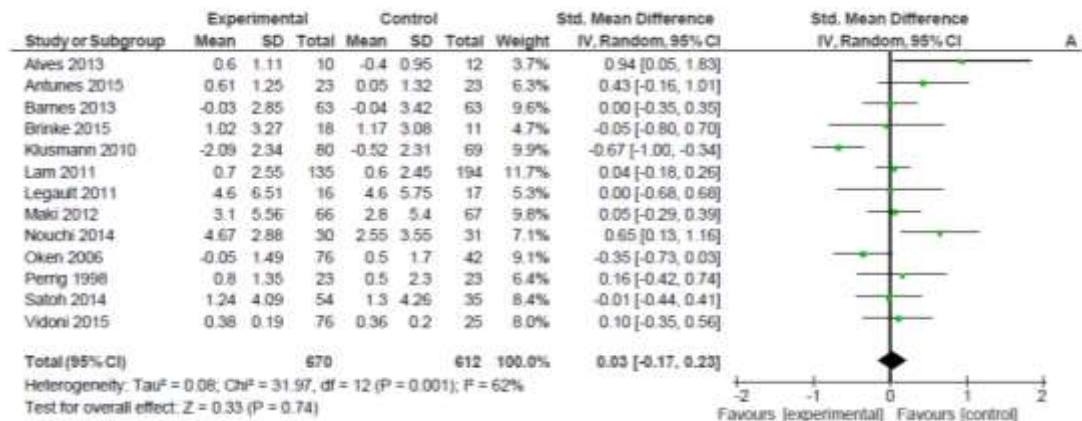 Experimental Control Std. Mean Difference Std. Mean Difference
Study or Subgroup Mean SD Total Mean SD Total Weight IV, Random, 95% CI IV, Random, 95% CI A
Alves 2013 0.6 1.11 10 -0.4 0.95 12 3.7% 0.94 [0.05, 1.83]
Antunes 2015 0.61 1.25 23 0.05 1.32 23 6.3% 0.43 [-0.16, 1.01]
Barnes 2013 -0.03 2.85 63 -0.04 3.42 63 9.6% 0.00 [-0.35, 0.35]
Brinke 2015 1.02 3.27 18 1.17 3.08 11 4.7% -0.05 [-0.80, 0.70]
Klusmann 2010 -2.09 2.34 80 -0.52 2.31 69 9.9% -0.67 [-1.00, -0.34]
Lam 2011 0.7 2.55 135 0.6 2.45 194 11.7% 0.04 [-0.18, 0.26]
Legault 2011 4.6 6.51 16 4.6 5.75 17 5.3% 0.00 [-0.68, 0.68]
Maki 2012 3.1 5.56 66 2.8 5.4 67 9.8% 0.05 [-0.29, 0.39]
Nouchi 2014 4.67 2.88 30 2.55 3.55 31 7.1% 0.65 [0.13, 1.16]
Oken 2006 -0.05 1.49 76 0.5 1.7 42 9.1% -0.35 [-0.73, 0.03]
Perrig 1998 0.8 1.35 23 0.5 2.3 23 6.4% 0.16 [-0.42, 0.74]
Satoh 2014 1.24 4.09 54 1.3 4.26 35 8.4% -0.01 [-0.44, 0.41]
Vidoni 2015 0.38 0.19 76 0.36 0.2 25 8.0% 0.10 [-0.35, 0.56]
Total (95% CI) 670 612 100.0% 0.03 [-0.17, 0.23]
Heterogeneity: Tau² = 0.08; Chi² = 31.97, df = 12 (P = 0.001); I² = 62%
Test for overall effect: Z = 0.33 (P = 0.74)
-2 -1 0 1 2
Favours [experimental] Favours [control]